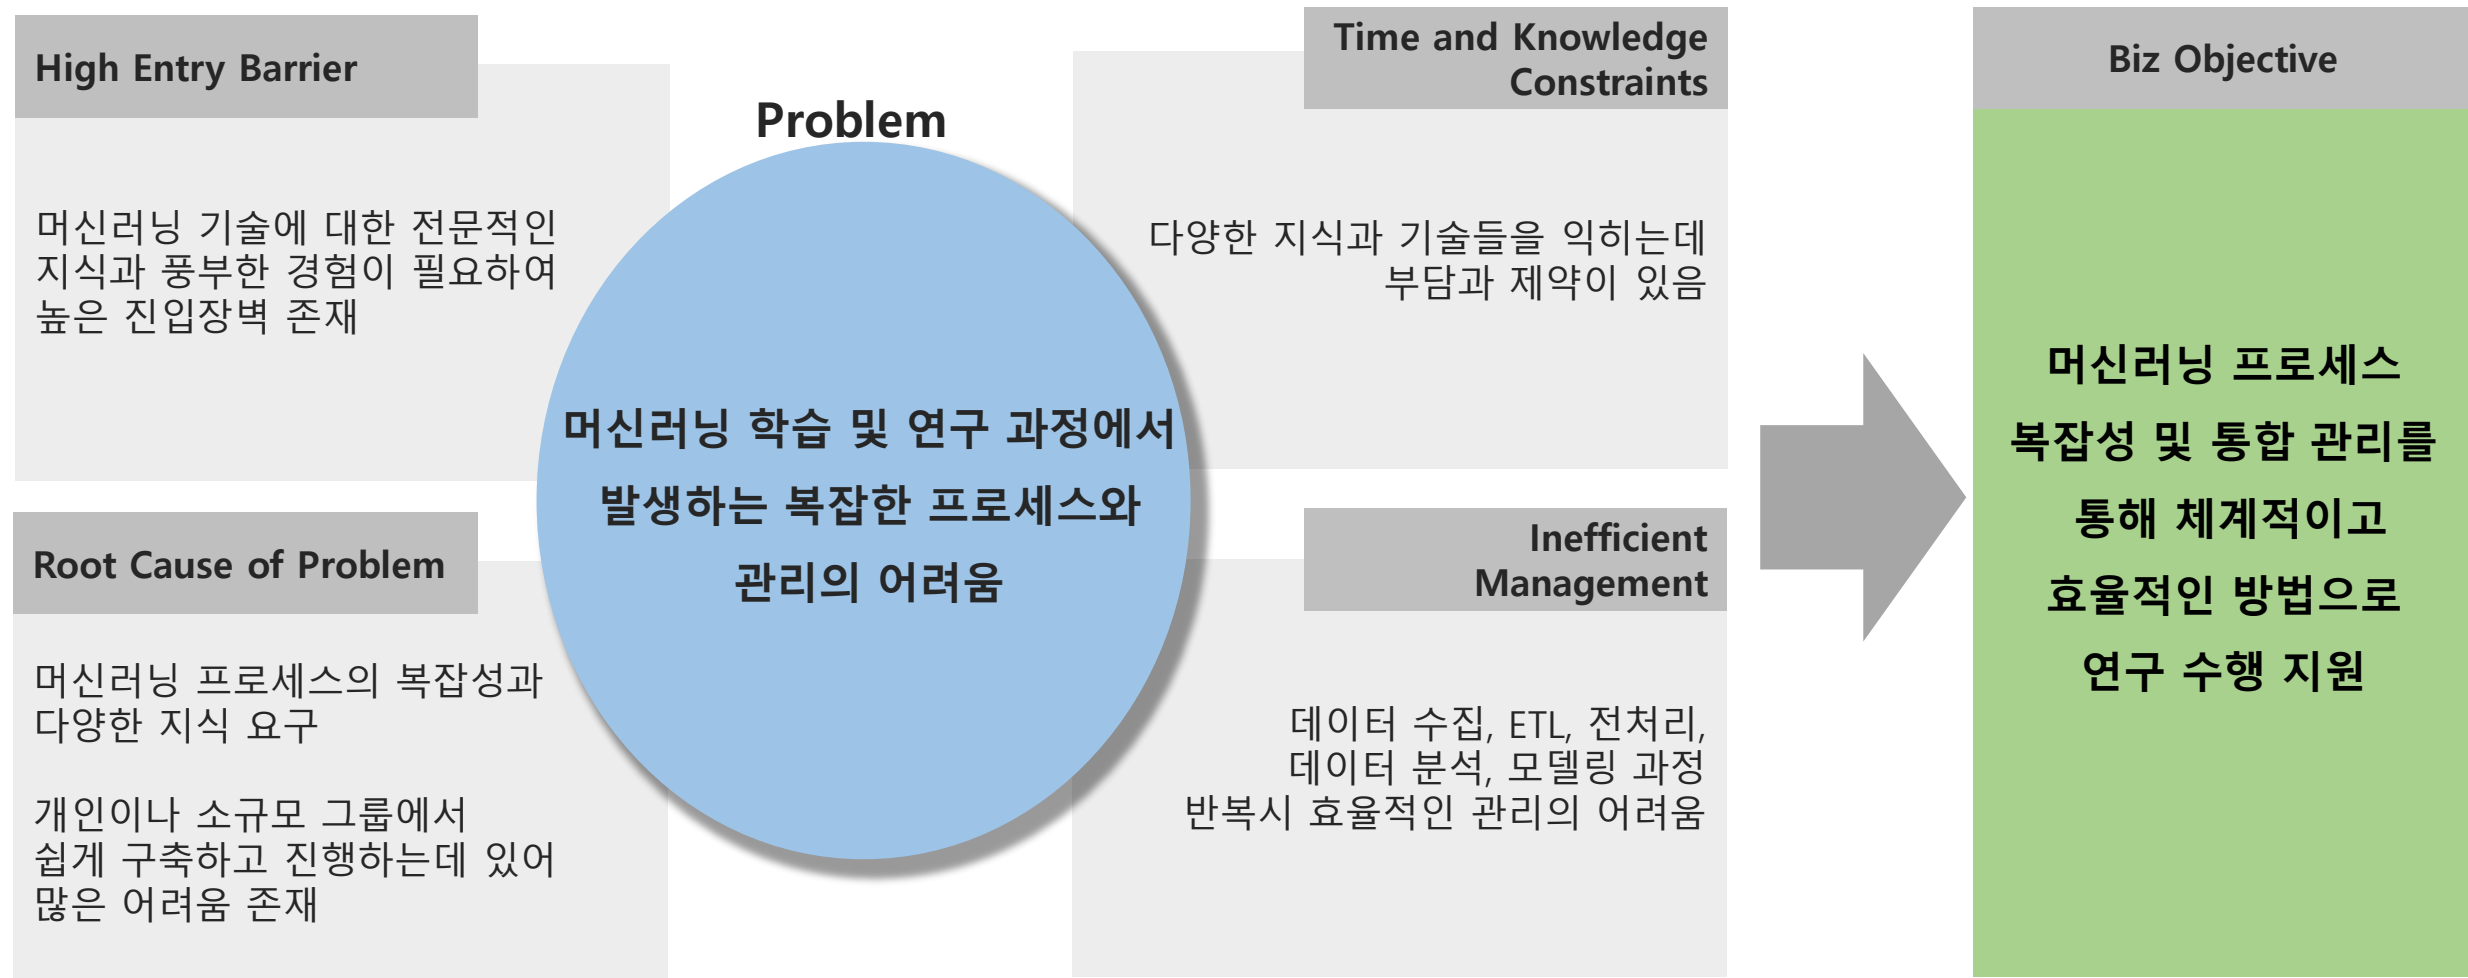 High Entry Barrier
머신러닝 기술에 대한 전문적인
지식과 풍부한 경험이 필요하여
높은 진입장벽 존재
Root Cause of Problem
머신러닝 프로세스의 복잡성과
다양한 지식 요구
개인이나 소규모 그룹에서
쉽게 구축하고 진행하는데 있어
많은 어려움 존재
Problem
머신러닝 학습 및 연구 과정에서
발생하는 복잡한 프로세스와
관리의 어려움
Time and Knowledge
Constraints
다양한 지식과 기술들을 익히는데
부담과 제약이 있음
Inefficient
Management
데이터 수집, ETL, 전처리,
데이터 분석, 모델링 과정
반복시 효율적인 관리의 어려움
Biz Objective
머신러닝 프로세스
복잡성 및 통합 관리를
통해 체계적이고
효율적인 방법으로
연구 수행 지원